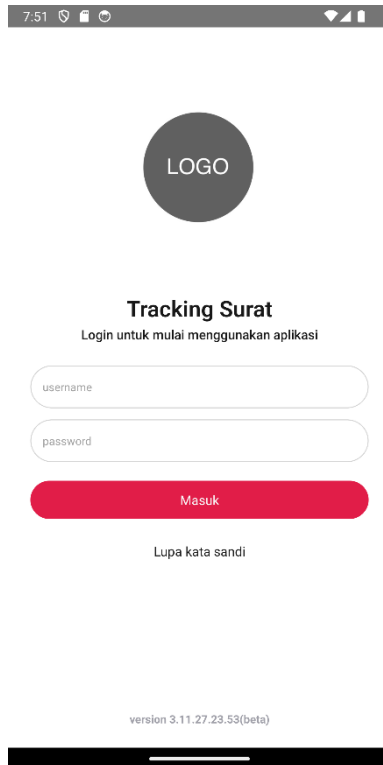 7:51
LOGO
Tracking Surat
Login untuk mulai menggunakan aplikasi
username
password
Masuk
Lupa kata sandi
version 3.11.27.23.53(beta)